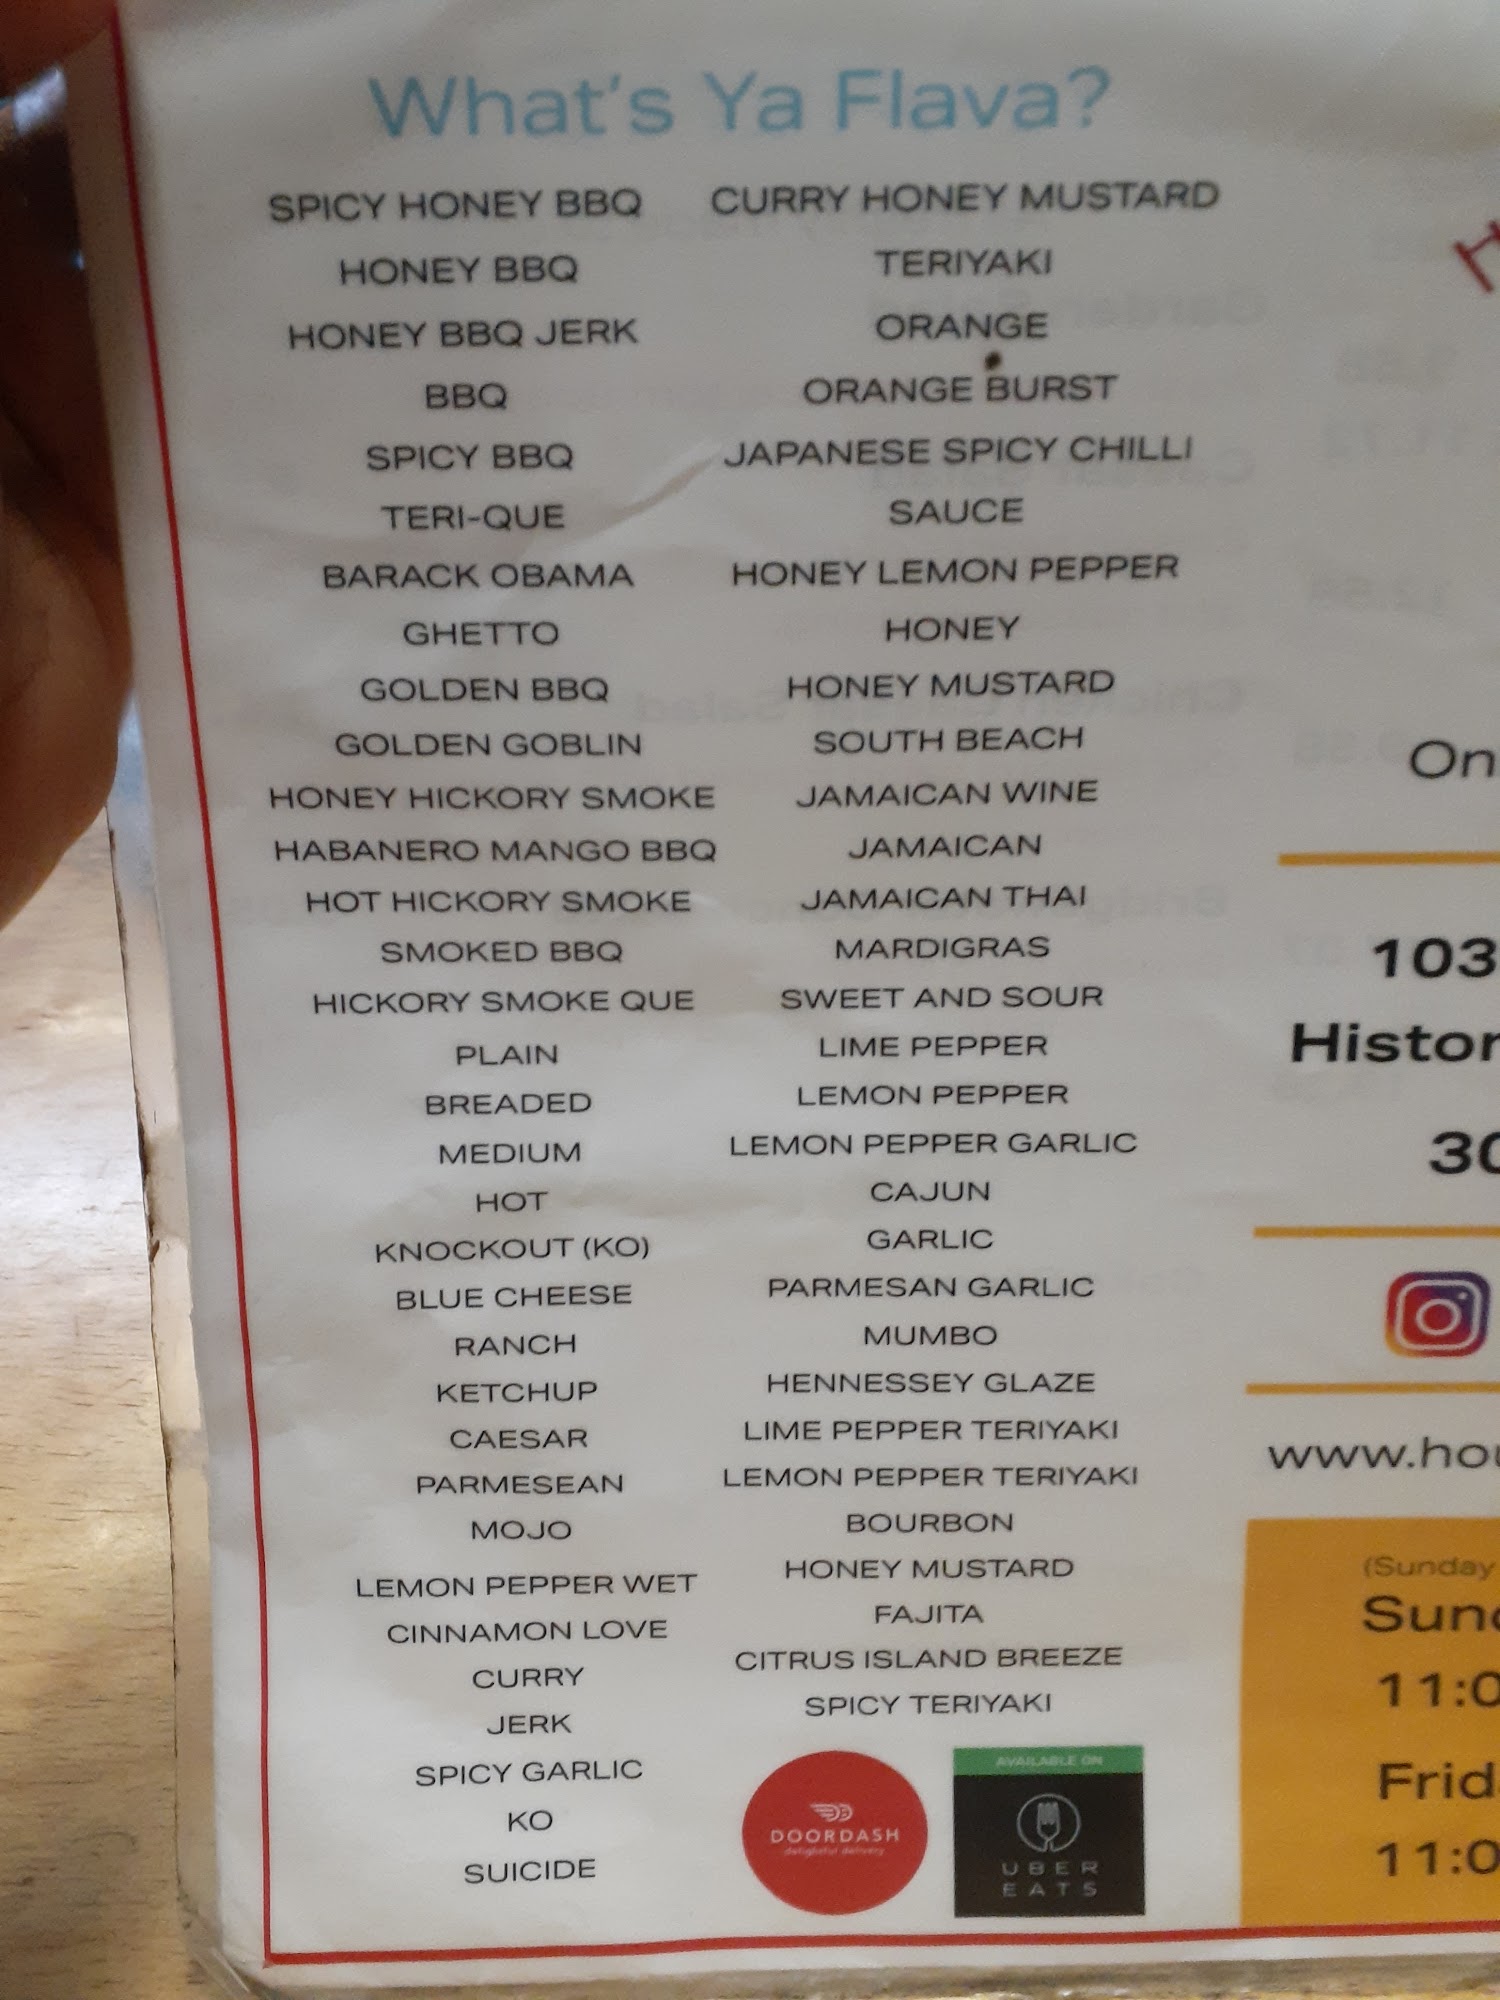 What's Ya Flava?
SPICY HONEY BBQ
HONEY BBQ
HONEY BBQ JERK
BBQ
SPICY BBQ
TERI-QUE
BARACK OBAMA
GHETTO
GOLDEN BBQ
GOLDEN GOBLIN
HONEY HICKORY SMOKE
HABANERO MANGO BBQ
HOT HICKORY SMOKE
SMOKED BBQ
HICKORY SMOKE QUE
PLAIN
BREADED
MEDIUM
HOT
KNOCKOUT (KO)
BLUE CHEESE
RANCH
KETCHUP
CAESAR
PARMESEAN
MOJO
LEMON PEPPER WET
CINNAMON LOVE
CURRY
JERK
SPICY GARLIC
KO
SUICIDE
CURRY HONEY MUSTARD
TERIYAKI
ORANGE
ORANGE BURST
JAPANESE SPICY CHILLI
SAUCE
HONEY LEMON PEPPER
HONEY
HONEY MUSTARD
SOUTH BEACH
JAMAICAN WINE
JAMAICAN
JAMAICAN THAI
MARDIGRAS
SWEET AND SOUR
LIME PEPPER
LEMON PEPPER
LEMON PEPPER GARLIC
CAJUN
GARLIC
PARMESAN GARLIC
MUMBO
HENNESSEY GLAZE
LIME PEPPER TERIYAKI
LEMON PEPPER TERIYAKI
BOURBON
HONEY MUSTARD
FAJITA
CITRUS ISLAND BREEZE
SPICY TERIYAKI
DOORDASH
delightful delivery
AVAILABLE ON
UBER
EATS
H
On
103
Histor
30
www.hou
(Sunday
Sund
11:0
Frid
11:0